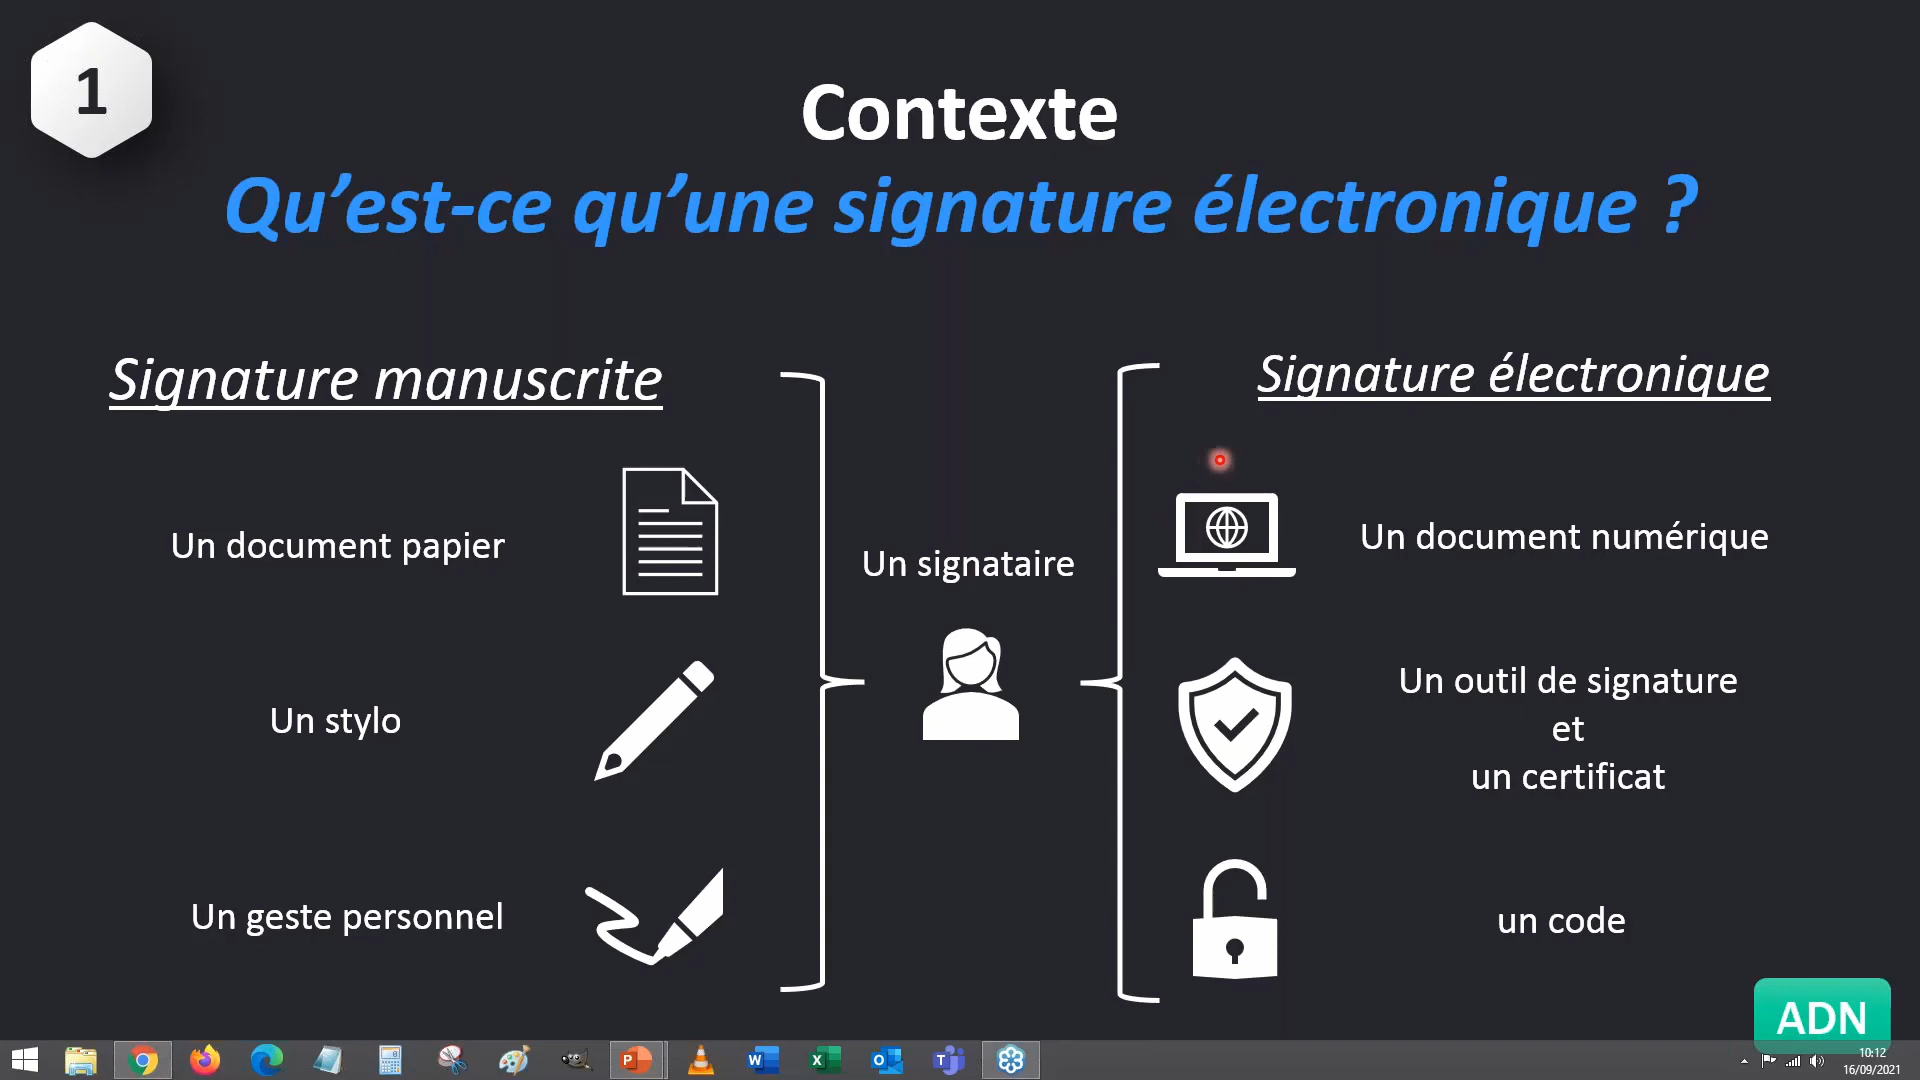 1
Contexte
Qu’est-ce qu’une signature électronique ?
Signature manuscrite
Un document papier
Un stylo
Un geste personnel
Un signataire
Signature électronique
Un document numérique
Un outil de signature
et
un certificat
un code
ADN
10:12
16/09/2021